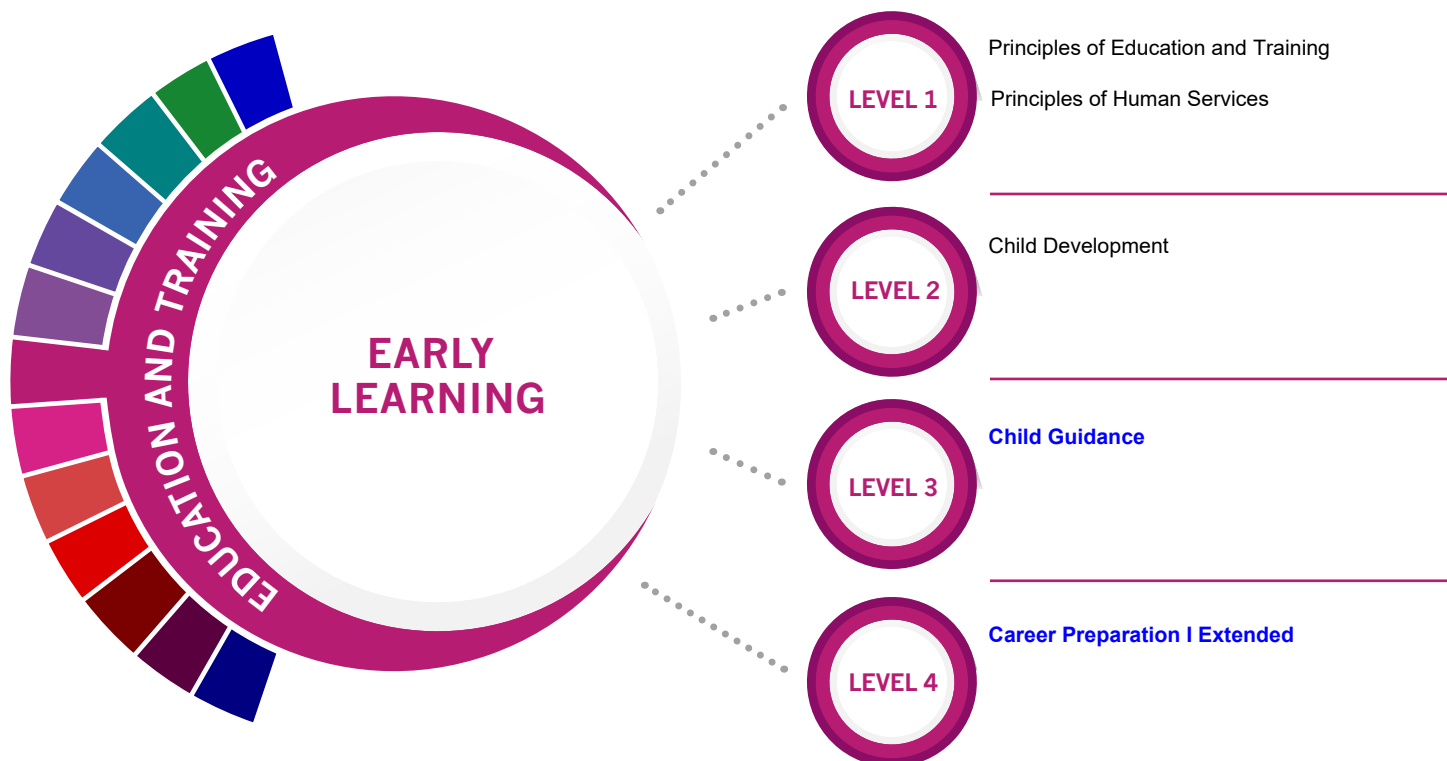 EDUCATION AND TRAINING
EARLY
LEARNING
LEVEL 1
Principles of Education and Training
Principles of Human Services
LEVEL 2
Child Development
LEVEL 3
Child Guidance
LEVEL 4
Career Preparation I Extended